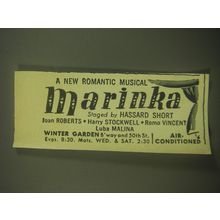 A NEW ROMANTIC MUSICAL
Marinka
Staged by HASSARD SHORT
Joan ROBERTS • Harry STOCKWELL • Romo VINCENT
Luba MALINA
WINTER GARDEN B'way and 50th St. AIR-
Evgs. 8:30. Mats. WED. & SAT. 2:30 CONDITIONED